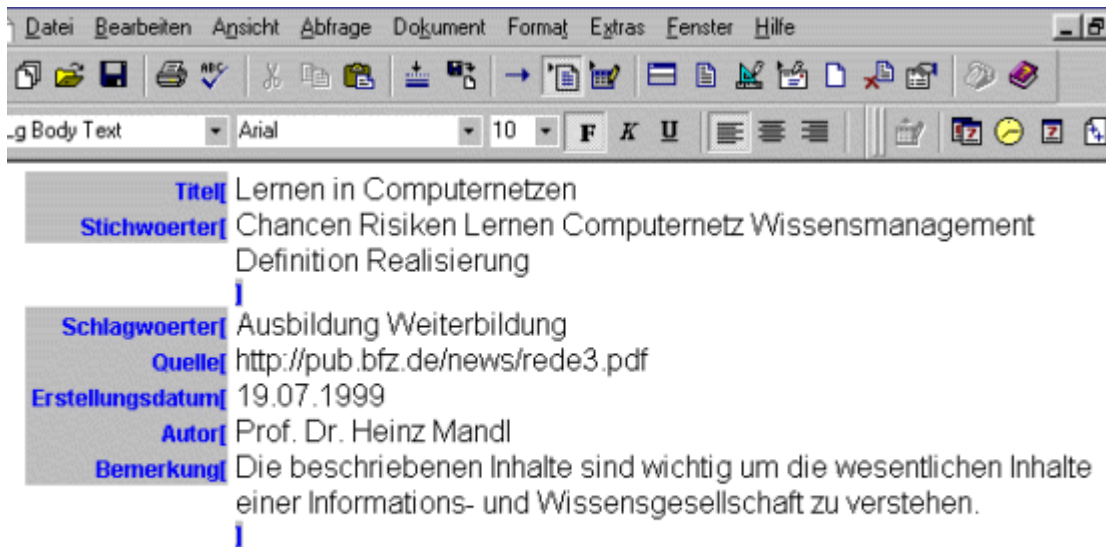 Datei Bearbeiten Ansicht Abfrage Dokument Format Extras Fenster Hilfe
ABC
g Body Text Arial 10 F K U
Titel[ Lernen in Computernetzen
Stichwoerter[ Chancen Risiken Lernen Computernetz Wissensmanagement
Definition Realisierung
]
Schlagwoerter[ Ausbildung Weiterbildung
Quelle[ http://pub.bfz.de/news/rede3.pdf
Erstellungsdatum[ 19.07.1999
Autor[ Prof. Dr. Heinz Mandl
Bemerkung[ Die beschriebenen Inhalte sind wichtig um die wesentlichen Inhalte
einer Informations- und Wissensgesellschaft zu verstehen.
]